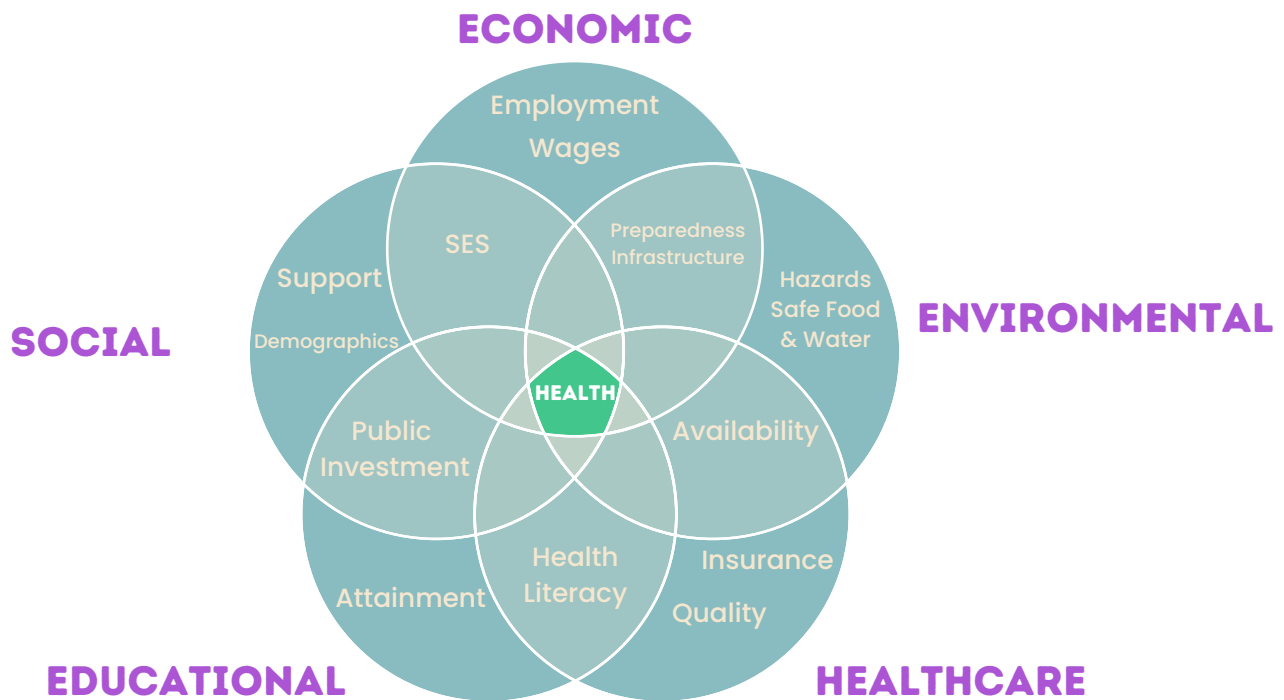 ECONOMIC
Employment
Wages
SES
Preparedness
Infrastructure
Support
Demographics
Hazards
Safe Food
& Water
SOCIAL
ENVIRONMENTAL
HEALTH
Public
Investment
Availability
Health
Literacy
Attainment
Insurance
Quality
EDUCATIONAL
HEALTHCARE